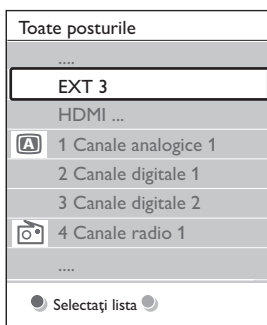 Toate posturile
....
EXT 3
HDMI ...
A 1 Canale analogice 1
2 Canale digitale 1
3 Canale digitale 2
4 Canale radio 1
....
Selectați lista